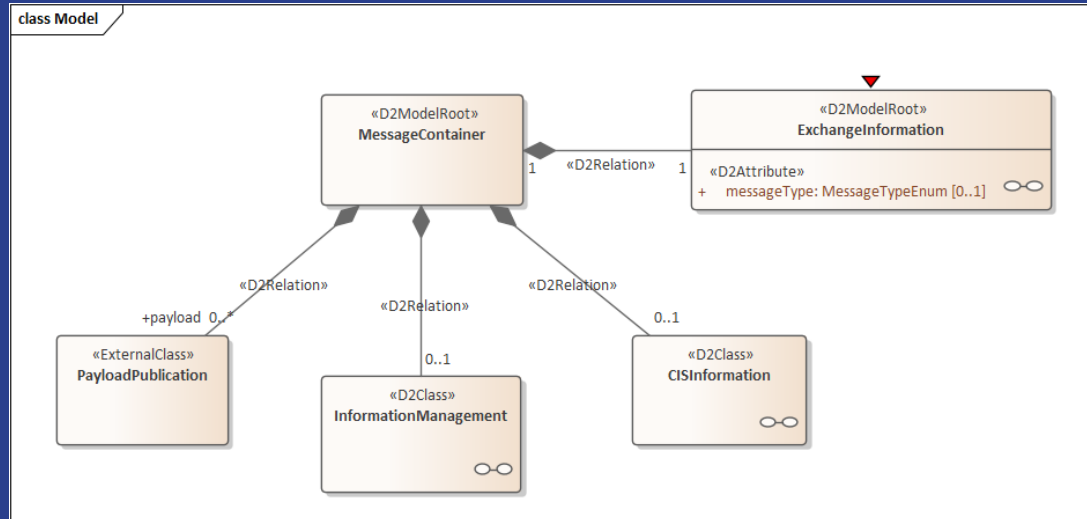 class Model
«D2ModelRoot»
MessageContainer
«D2ModelRoot»
ExchangeInformation
«D2Attribute»
+ messageType: MessageTypeEnum [0..1]
1
«D2Relation»
1
«D2Relation»
«D2Relation»
«D2Relation»
+payload 0..*
0..1
0..1
«ExternalClass»
PayloadPublication
«D2Class»
InformationManagement
«D2Class»
CISInformation